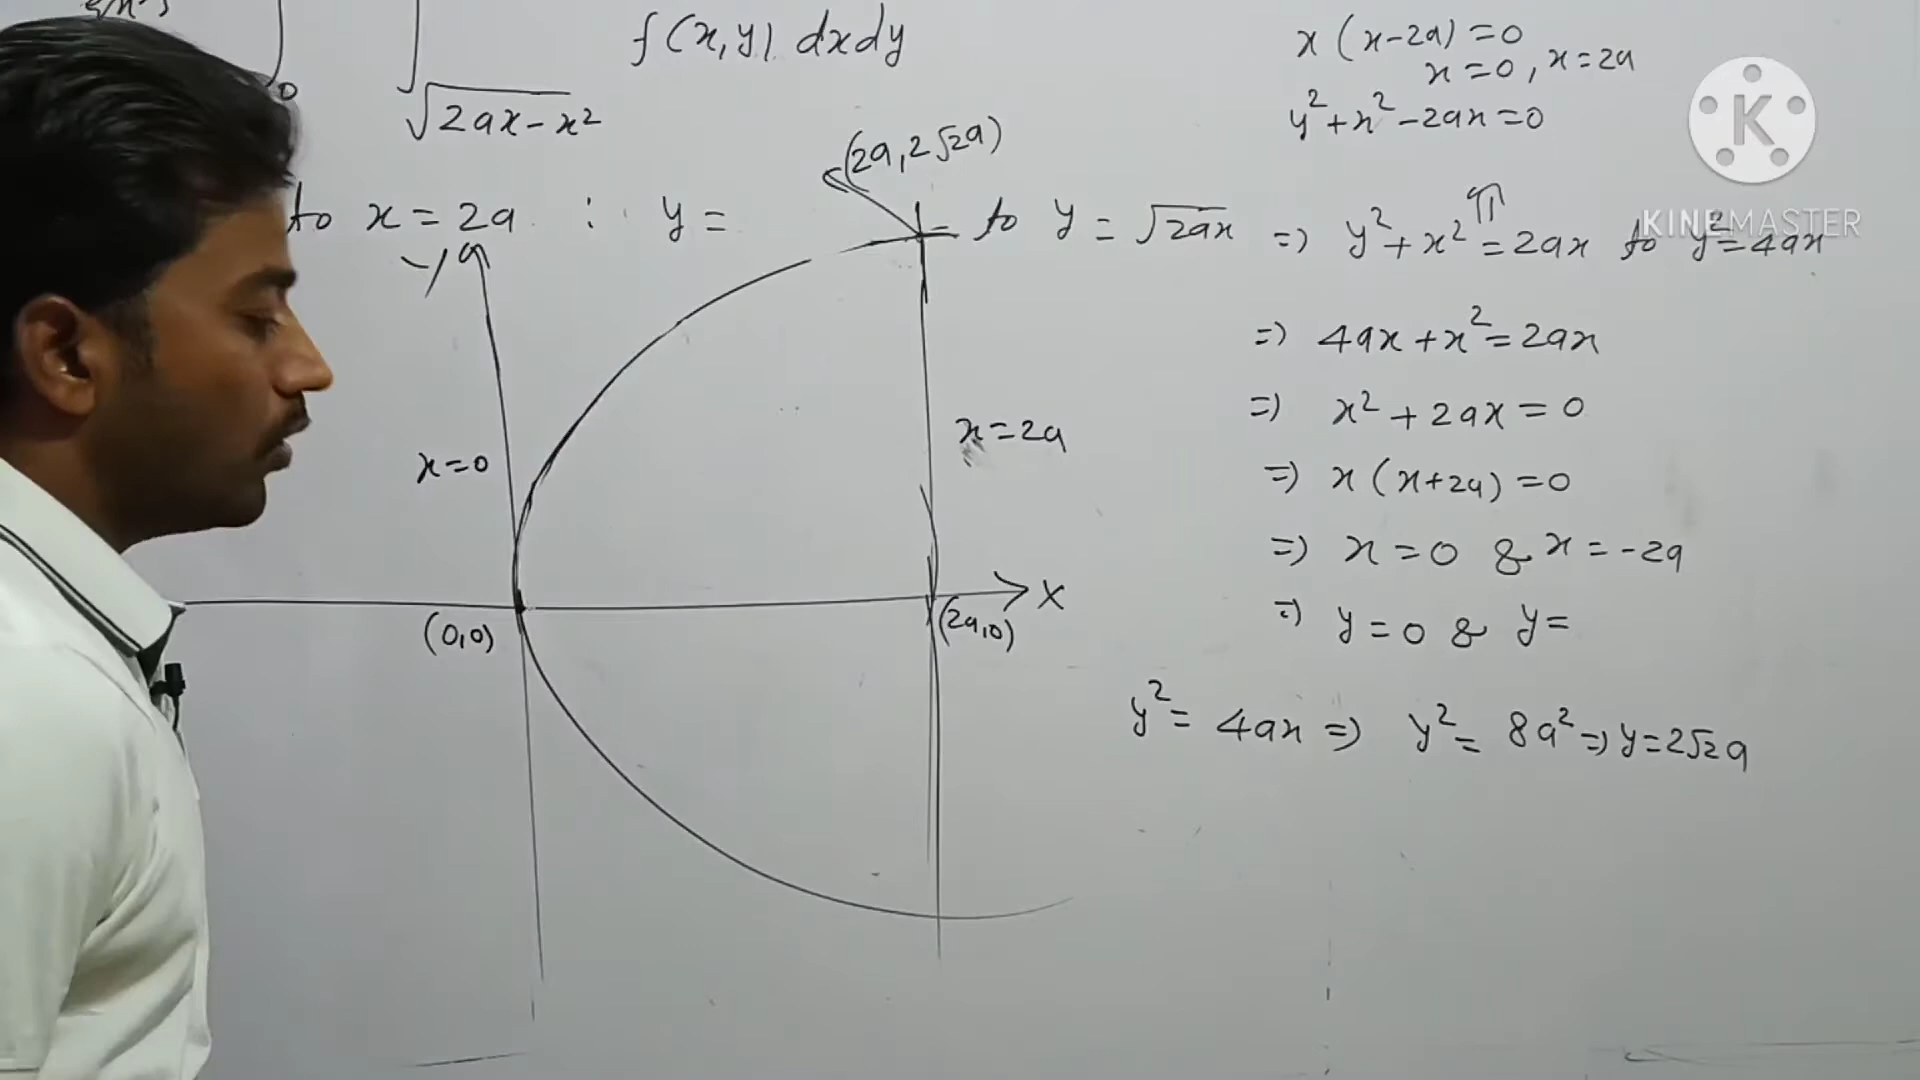 f(x,y) dxdy
0
√2ax-x²
x(x-2a)=0
x=0, x=2a
y²+x²-2ax=0
K
KINEMASTER
(2a,2√2a)
to x=2a : y= to y=√2ax => y²+x²=2ax to y²=4ax
π
Y
=> 4ax+x²=2ax
=> x²+2ax=0
x=2a
x=0
=> x(x+2a)=0
=> x=0 & x=-2a
X
(0,0)
(2a,0)
=> y=0 & y=
y²=4ax => y²=8a² => y=2√2a